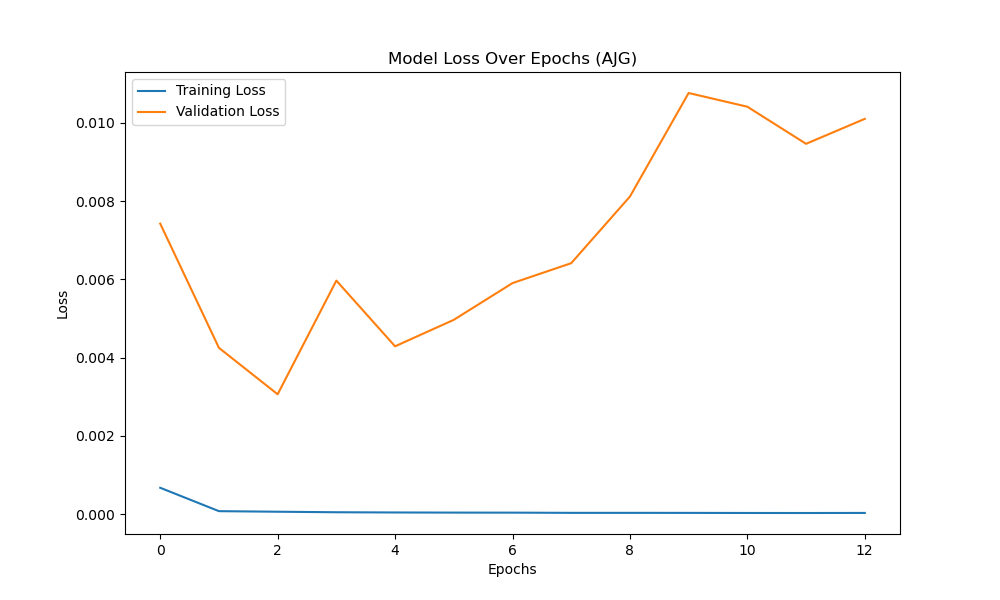 Model Loss Over Epochs (AJG)
Training Loss
Validation Loss
0.010
0.008
0.006
0.004
0.002
0.000
Loss
0 2 4 6 8 10 12
Epochs